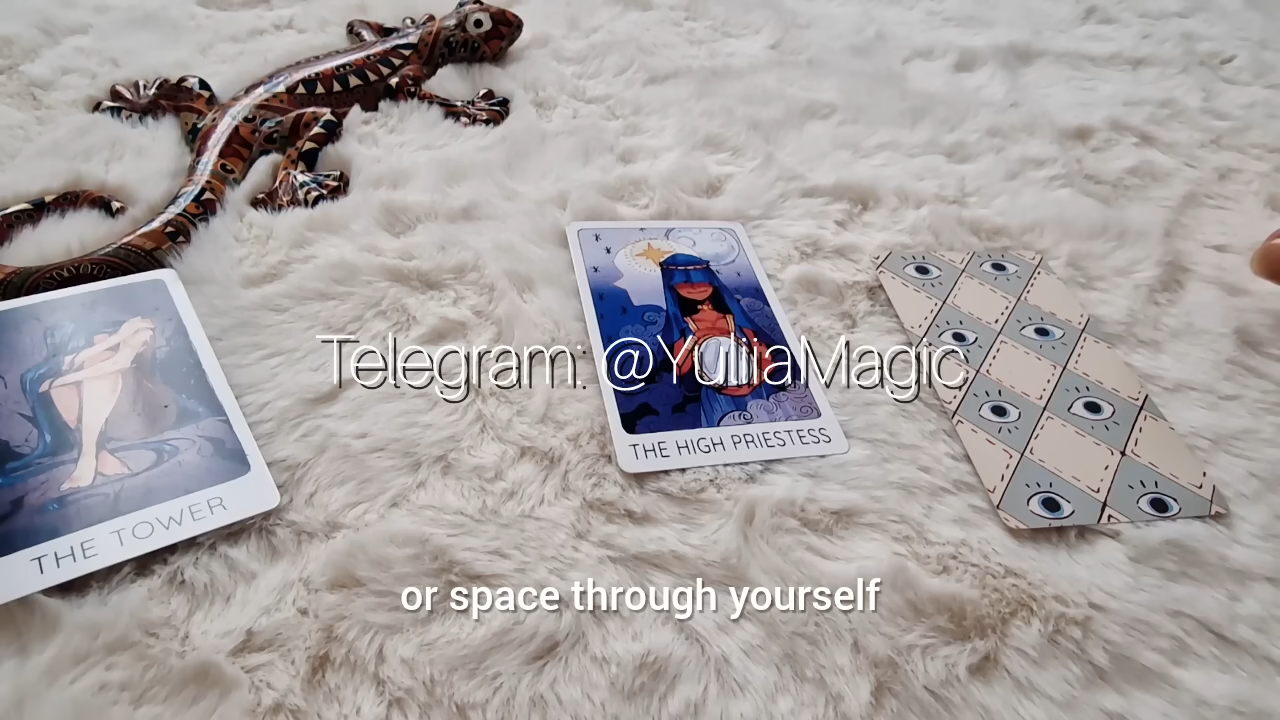 Telegram: @YuliiaMagic
THE HIGH PRIESTESS
THE TOWER
or space through yourself